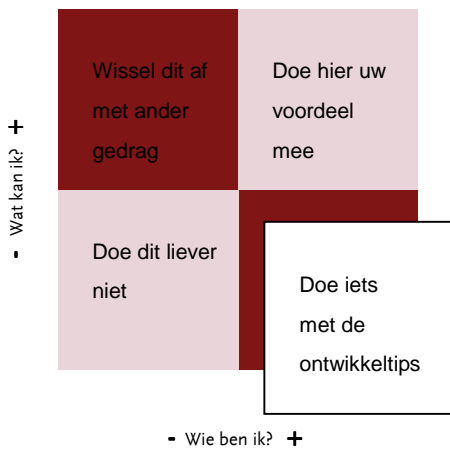 Wissel dit af
met ander
gedrag
Doe hier uw
voordeel
mee
- Wat kan ik? +
Doe dit liever
niet
Doe iets
met de
ontwikkeltips
- Wie ben ik? +